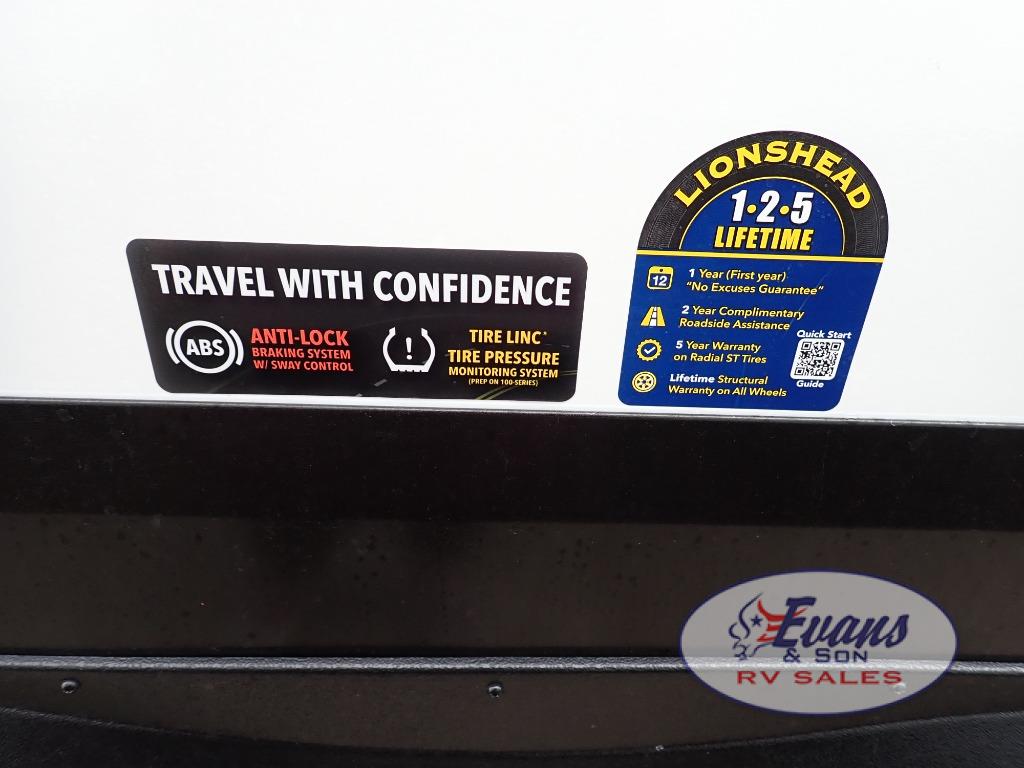 TRAVEL WITH CONFIDENCE
ABS
ANTI-LOCK
BRAKING SYSTEM
W/ SWAY CONTROL
!
TIRE LINC®
TIRE PRESSURE
MONITORING SYSTEM
(PREP ON 100-SERIES)
LIONSHEAD
1•2•5
LIFETIME
12
1 Year (First year)
"No Excuses Guarantee"
2 Year Complimentary
Roadside Assistance
5 Year Warranty
on Radial ST Tires
Lifetime Structural
Warranty on All Wheels
Quick Start
Guide
Evans
& SON
RV SALES